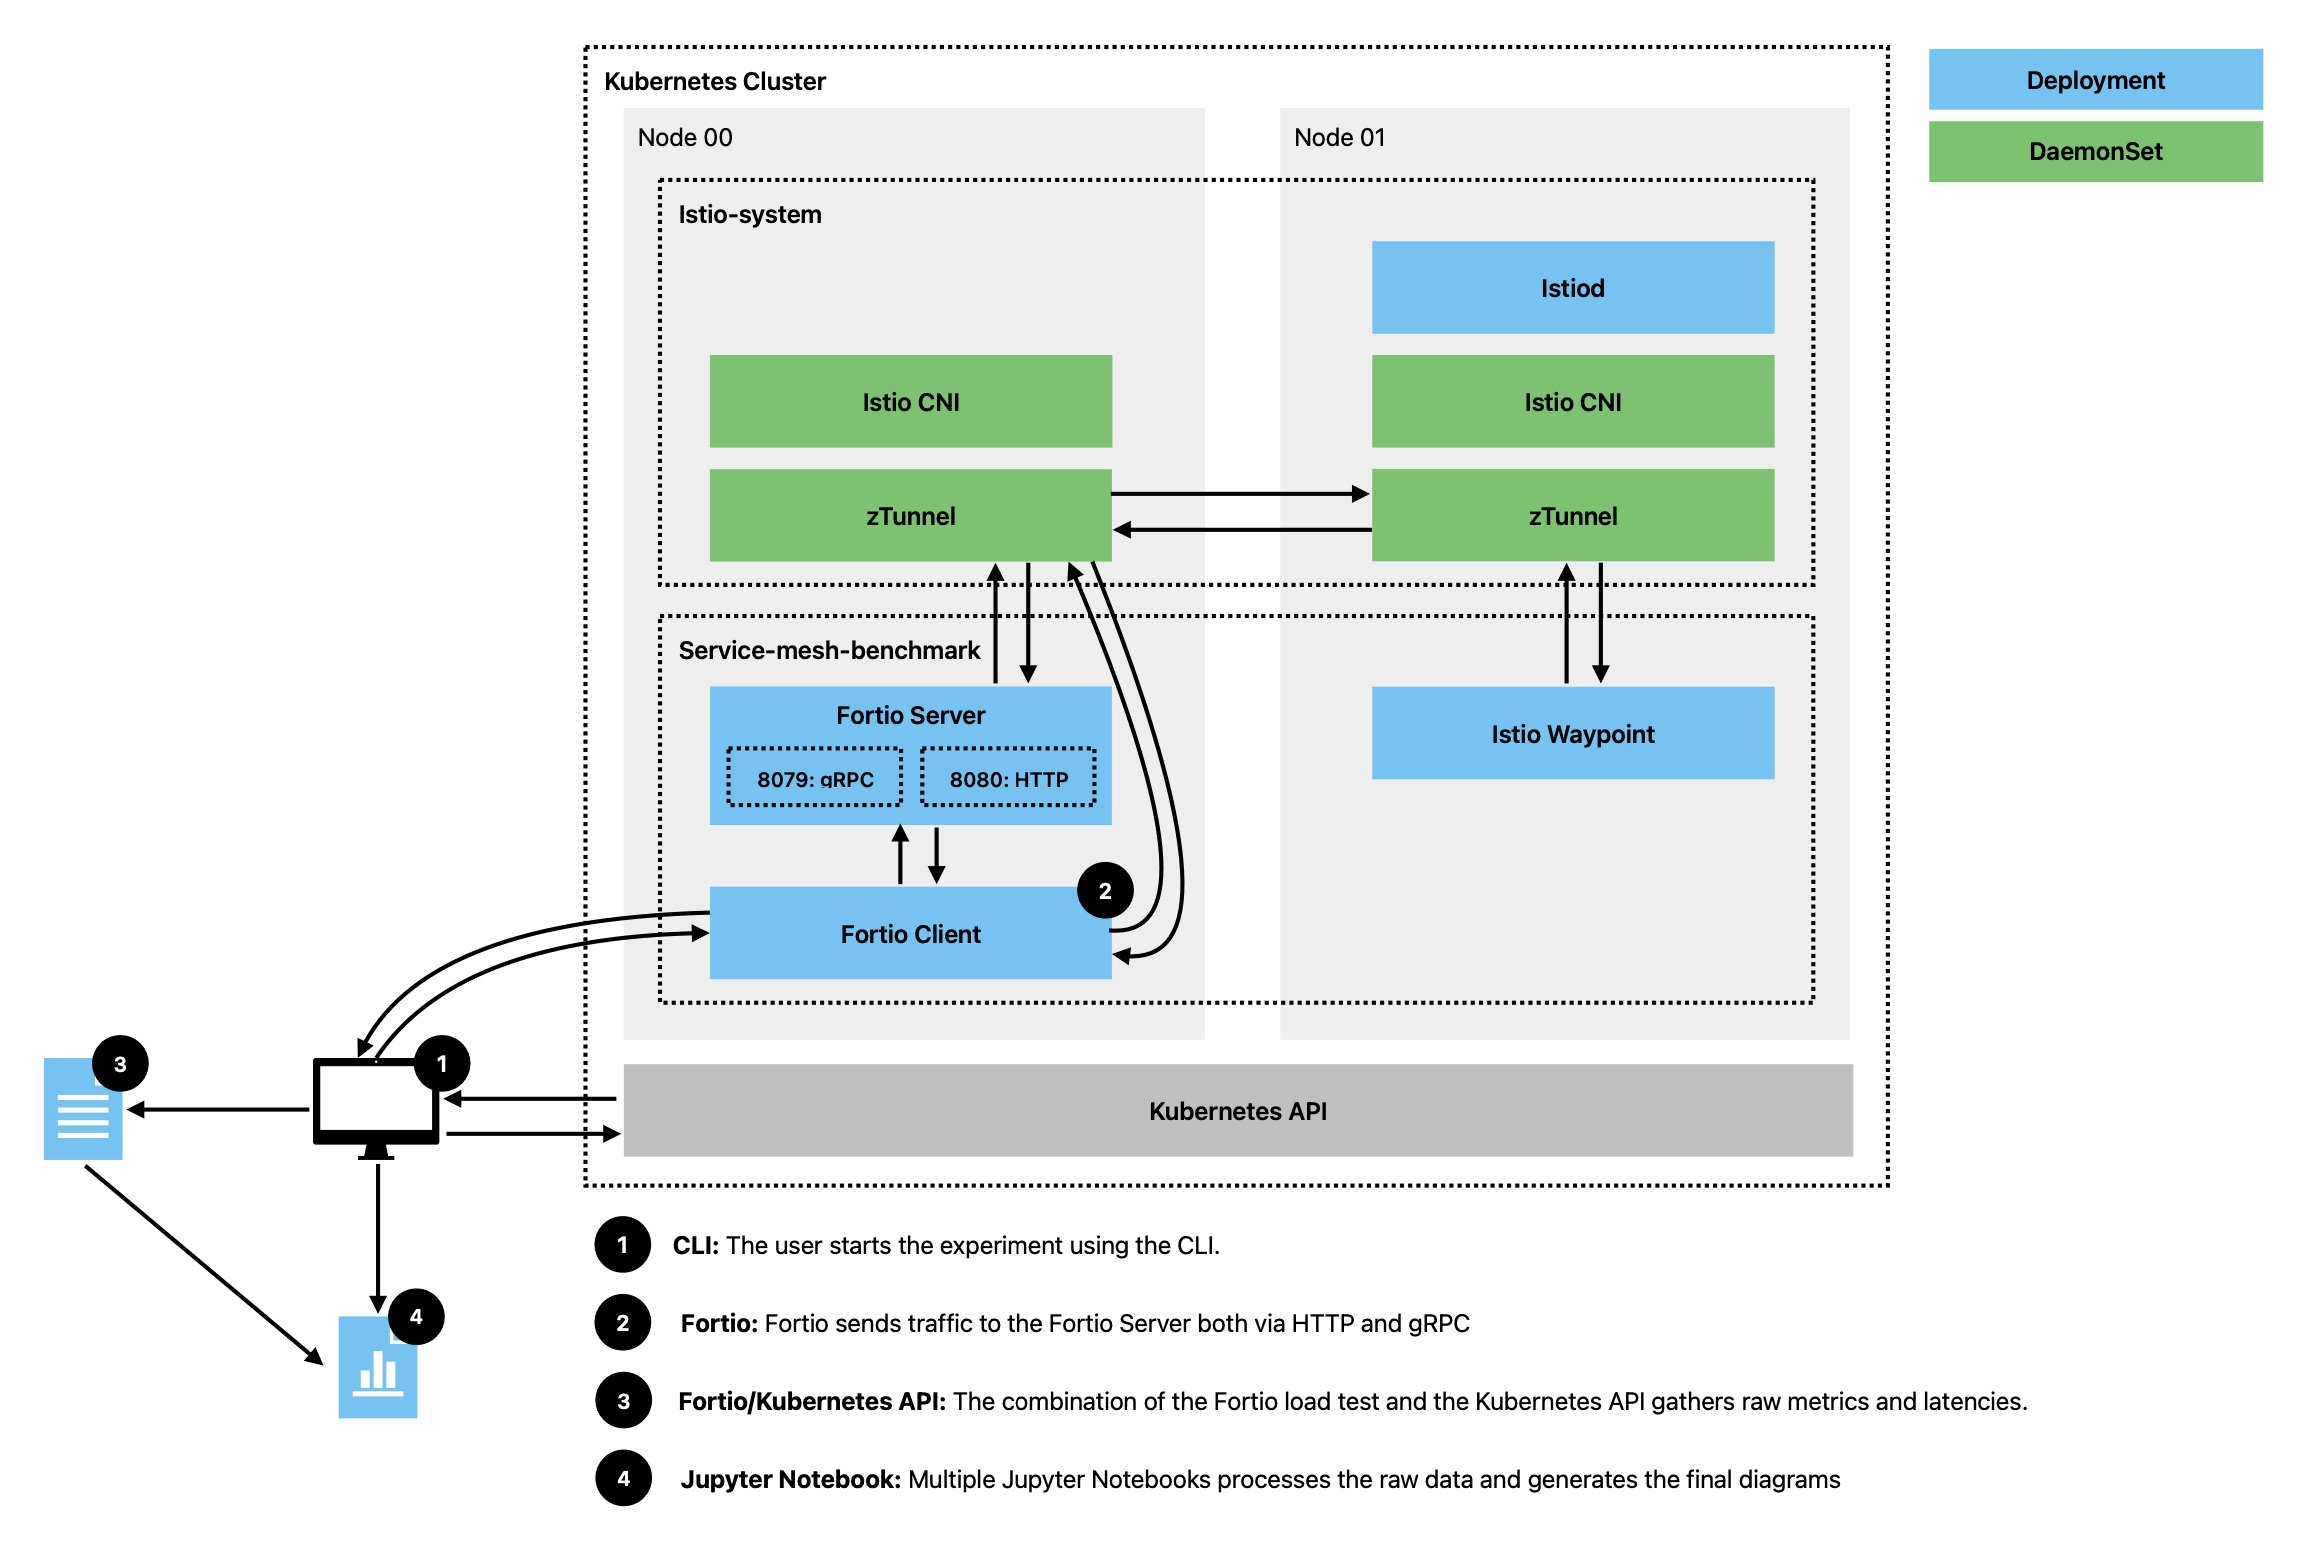 Kubernetes Cluster
Deployment
DaemonSet
Node 00
Node 01
Istio-system
Istiod
Istio CNI
Istio CNI
zTunnel
zTunnel
Service-mesh-benchmark
Fortio Server
8079: gRPC
8080: HTTP
Istio Waypoint
2
Fortio Client
3
1
Kubernetes API
4
1 CLI: The user starts the experiment using the CLI.
2 Fortio: Fortio sends traffic to the Fortio Server both via HTTP and gRPC
3 Fortio/Kubernetes API: The combination of the Fortio load test and the Kubernetes API gathers raw metrics and latencies.
4 Jupyter Notebook: Multiple Jupyter Notebooks processes the raw data and generates the final diagrams